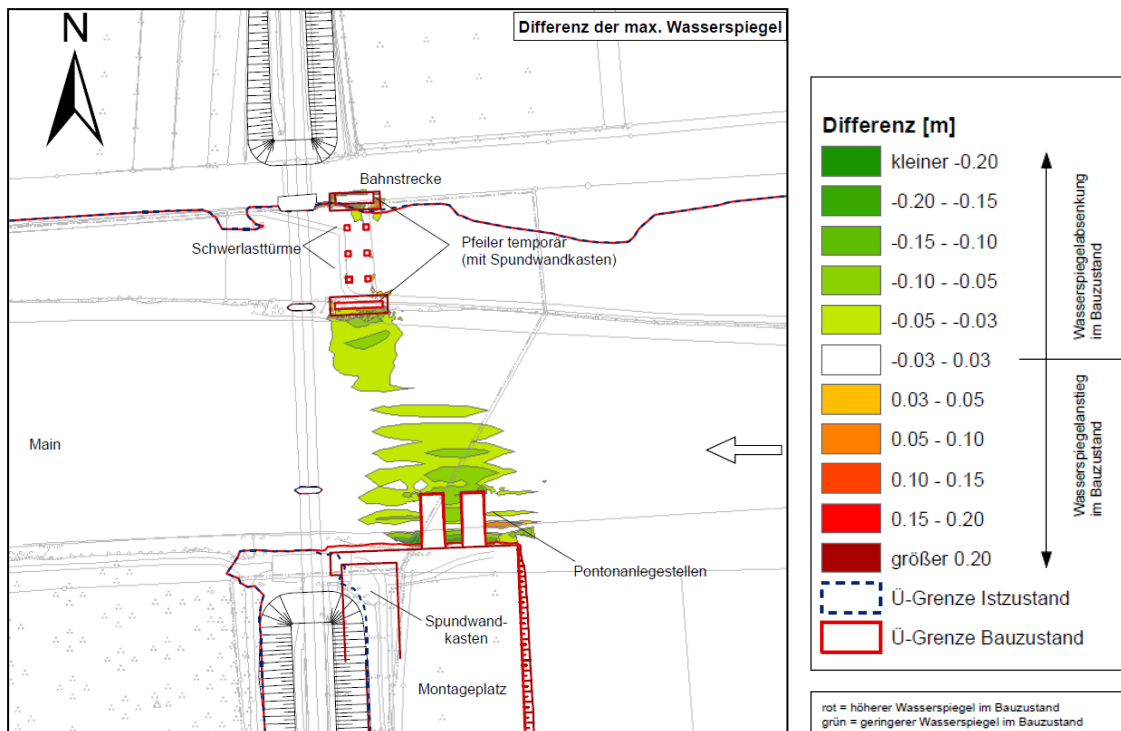 Differenz der max. Wasserspiegel
N
Bahnstrecke
Schwerlasttürme
Pfeiler temporär
(mit Spundwandkasten)
Main
Pontonanlegestellen
Spundwand-
kasten
Montageplatz
Differenz [m]
kleiner -0.20
-0.20 - -0.15
-0.15 - -0.10
-0.10 - -0.05
-0.05 - -0.03
-0.03 - 0.03
0.03 - 0.05
0.05 - 0.10
0.10 - 0.15
0.15 - 0.20
größer 0.20
Ü-Grenze Istzustand
Ü-Grenze Bauzustand
Wasserspiegelabsenkung
im Bauzustand
Wasserspiegelanstieg
im Bauzustand
rot = höherer Wasserspiegel im Bauzustand
grün = geringerer Wasserspiegel im Bauzustand